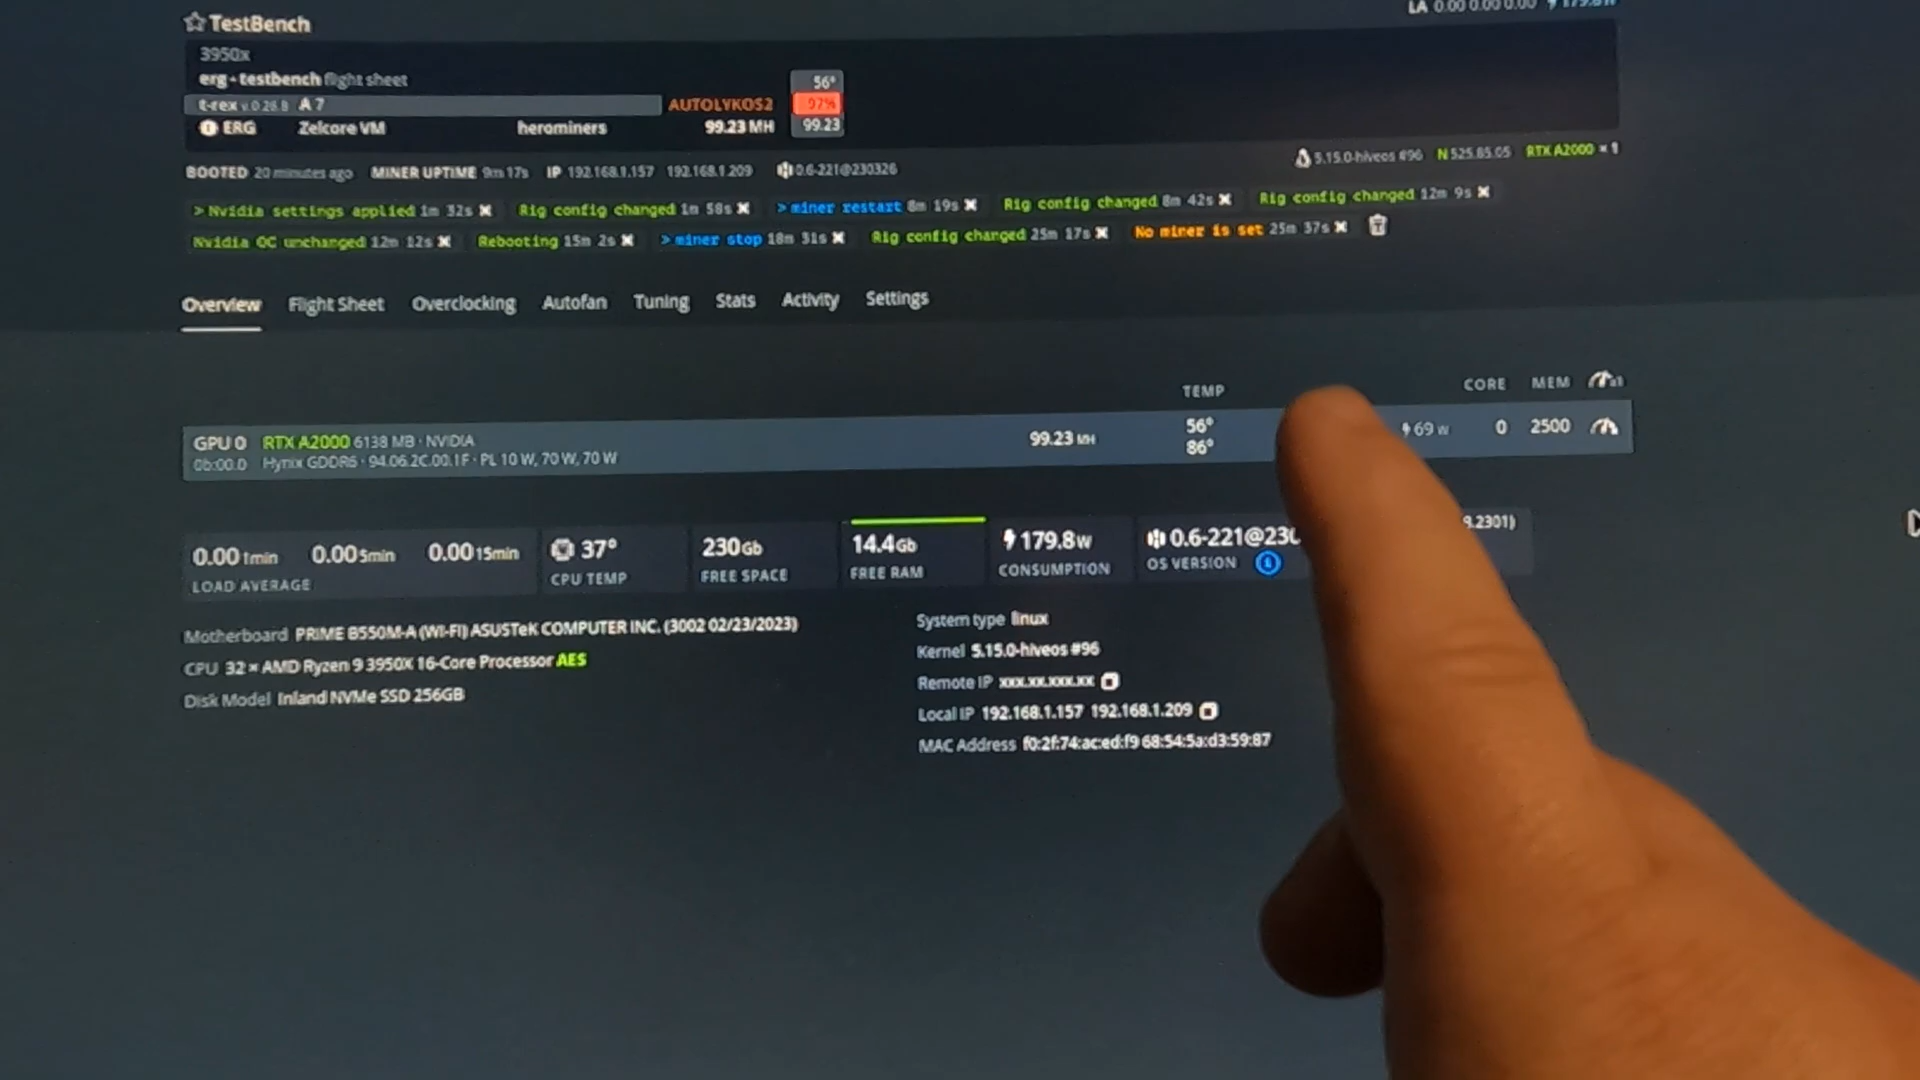 TestBench
LA 0.00 0.00 0.00
3950x
erg - testbench flight sheet
t-rex v.0.26.8 A 7 AUTOLYKOS2
ERG Zelcore VM herominers 99.23 MH
56°
97%
99.23
BOOTED 20 minutes ago MINER UPTIME 9m 17s IP 192.168.1.157 192.168.1.209 0.6-221@230326
5.15.0-hiveos #96 N 525.85.05 RTX A2000 × 1
> Nvidia settings applied 1m 32s ✖ Rig config changed 1m 58s ✖ > miner restart 8m 19s ✖ Rig config changed 8m 42s ✖ Rig config changed 12m 9s ✖
Nvidia OC unchanged 12m 12s ✖ Rebooting 15m 2s ✖ > miner stop 18m 31s ✖ Rig config changed 25m 17s ✖ No miner is set 25m 37s ✖
Overview Flight Sheet Overclocking Autofan Tuning Stats Activity Settings
TEMP CORE MEM
GPU 0 RTX A2000 6138 MB · NVIDIA 99.23 MH 56° 69 W 0 2500
0b:00.0 Hynix GDDR6 · 94.06.2C.00.1F · PL 10 W, 70 W, 70 W 86°
0.00 1min 0.00 5min 0.00 15min
LOAD AVERAGE
37°
CPU TEMP
230Gb
FREE SPACE
14.4Gb
FREE RAM
179.8W
CONSUMPTION
0.6-221@230
OS VERSION
9.2301)
Motherboard PRIME B550M-A (WI-FI) ASUSTeK COMPUTER INC. (3002 02/23/2023)
CPU 32 × AMD Ryzen 9 3950X 16-Core Processor AES
Disk Model Inland NVMe SSD 256GB
System type linux
Kernel 5.15.0-hiveos #96
Remote IP xxx.xx.xxx.xx
Local IP 192.168.1.157 192.168.1.209
MAC Address f0:2f:74:ac:ed:f9 68:54:5a:d3:59:87